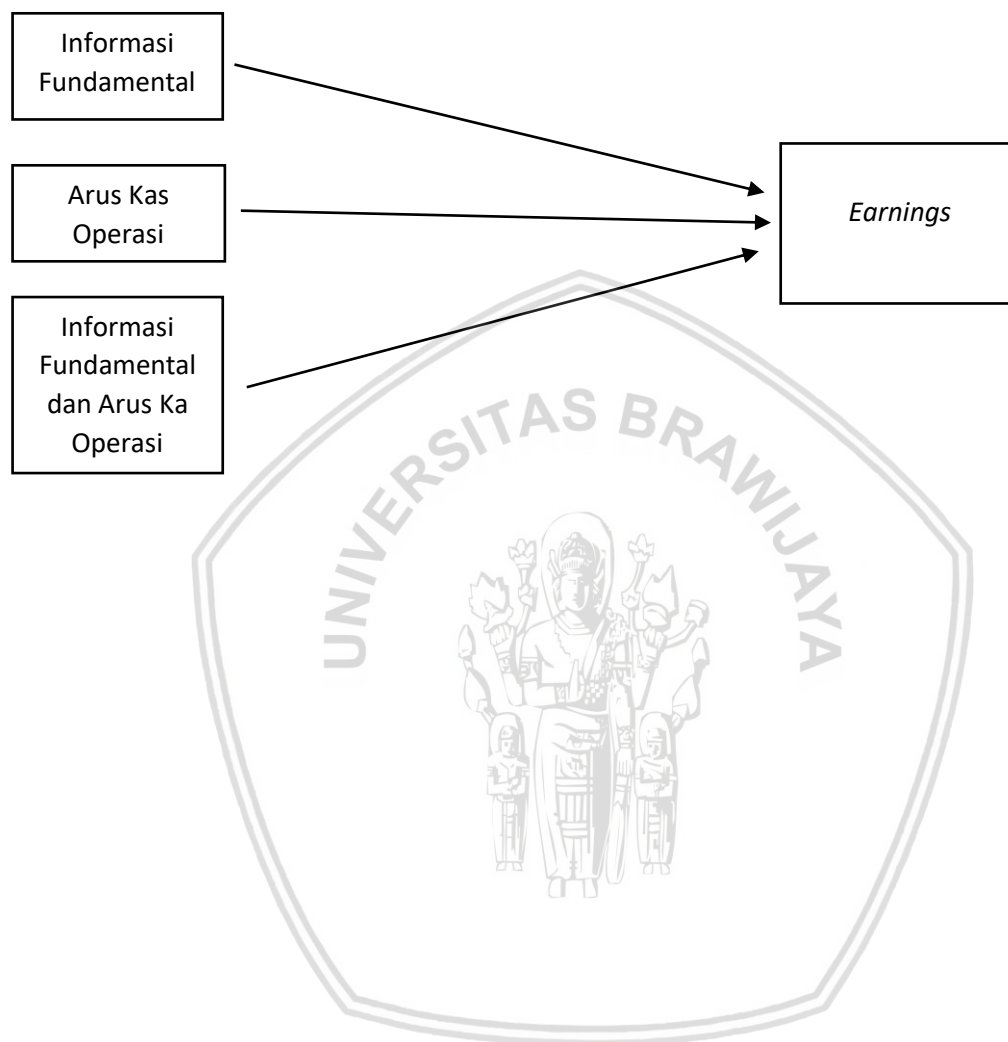 Informasi
Fundamental
Arus Kas
Operasi
Informasi
Fundamental
dan Arus Ka
Operasi
Earnings
UNIVERSITAS BRAWIJAYA